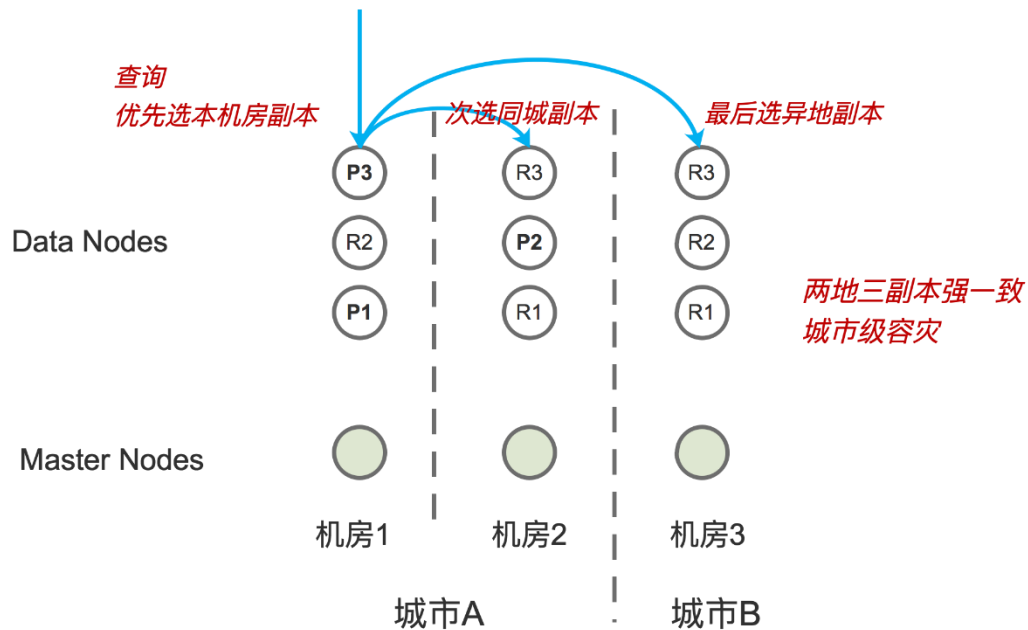 查询
优先选本机房副本
次选同城副本
最后选异地副本
P3
R3
R3
Data Nodes
R2
P2
R2
P1
R1
R1
两地三副本强一致
城市级容灾
Master Nodes
机房1
机房2
机房3
城市A
城市B